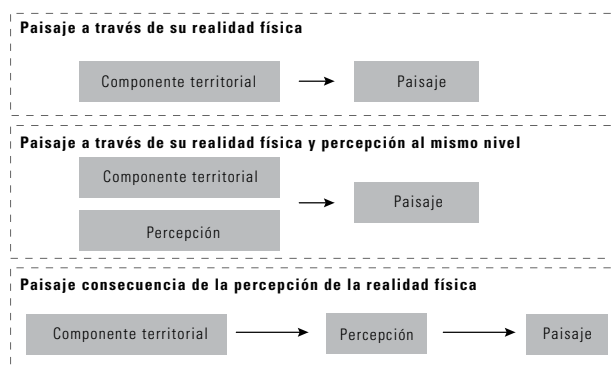 Paisaje a través de su realidad física
Componente territorial
Paisaje
Paisaje a través de su realidad física y percepción al mismo nivel
Componente territorial
Percepción
Paisaje
Paisaje consecuencia de la percepción de la realidad física
Componente territorial
Percepción
Paisaje